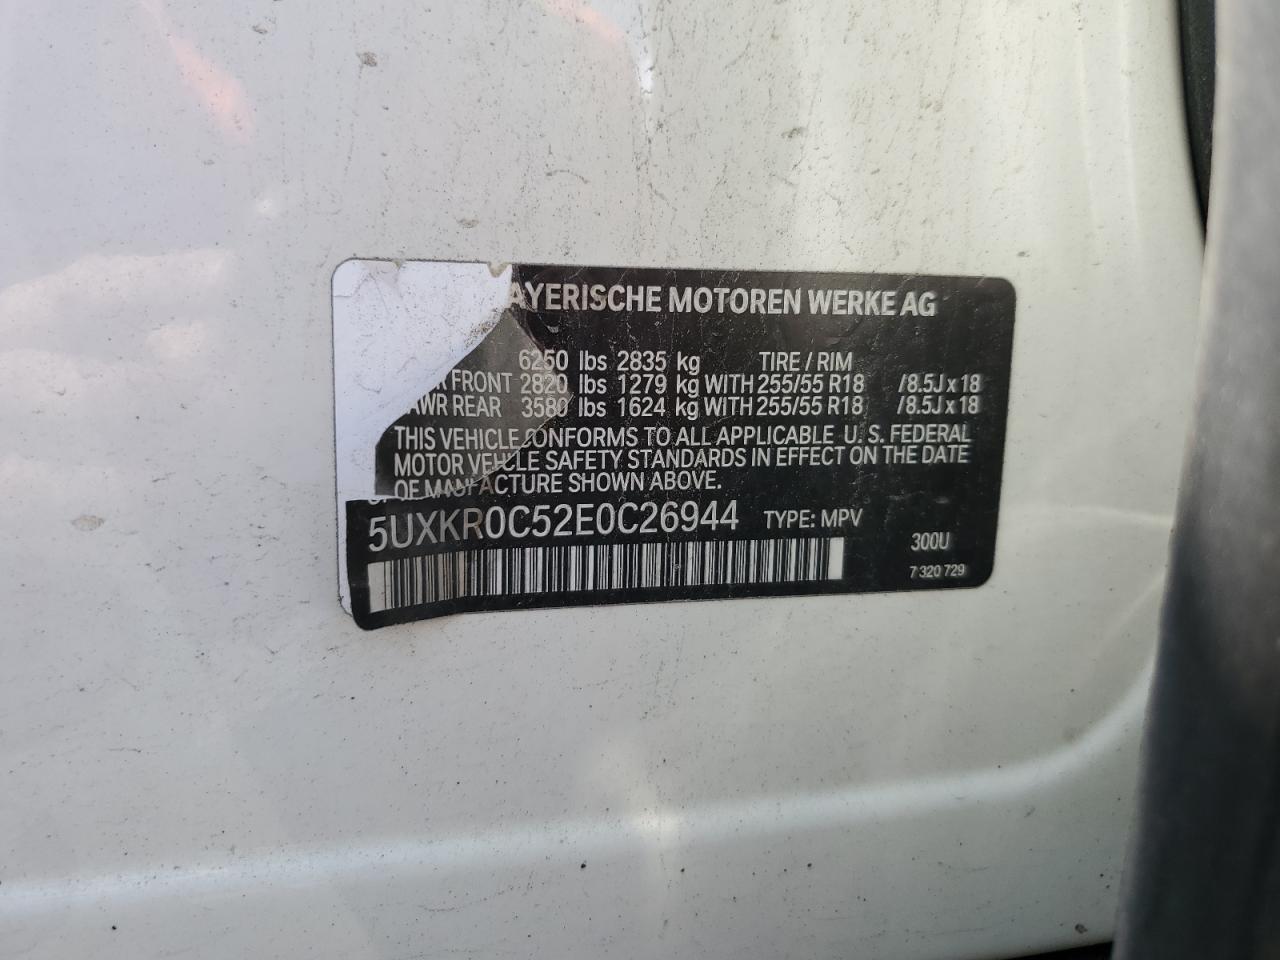 AYERISCHE MOTOREN WERKE AG
6250 lbs 2835 kg TIRE / RIM
R FRONT 2820 lbs 1279 kg WITH 255/55 R18 / 8.5J x 18
AWR REAR 3580 lbs 1624 kg WITH 255/55 R18 / 8.5J x 18
THIS VEHICLE CONFORMS TO ALL APPLICABLE U. S. FEDERAL
MOTOR VEHICLE SAFETY STANDARDS IN EFFECT ON THE DATE
OF MANUFACTURE SHOWN ABOVE.
5UXKR0C52E0C26944 TYPE: MPV
300U
7 320 729